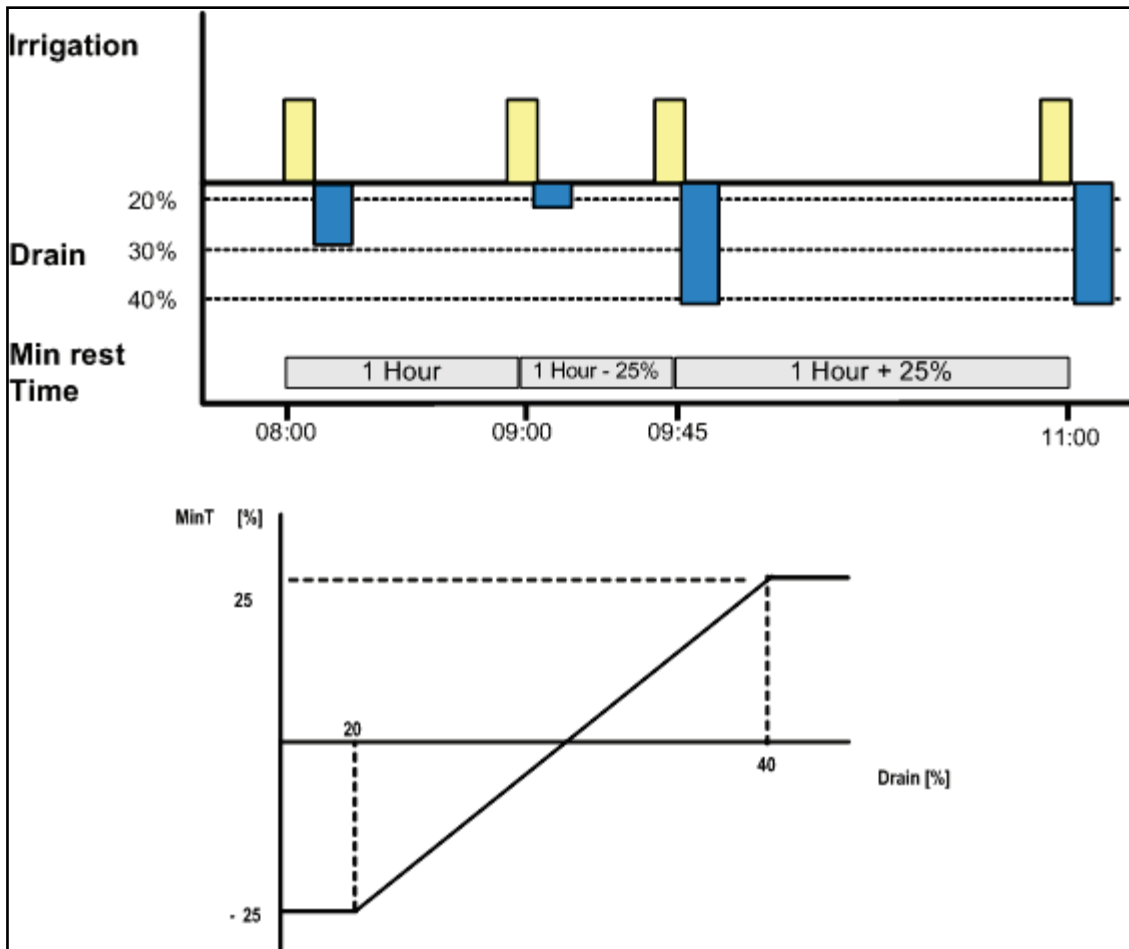 Irrigation
20%
Drain
30%
40%
Min rest
Time
1 Hour
1 Hour - 25%
1 Hour + 25%
08:00
09:00
09:45
11:00
MinT [%]
25
20
40
Drain [%]
- 25